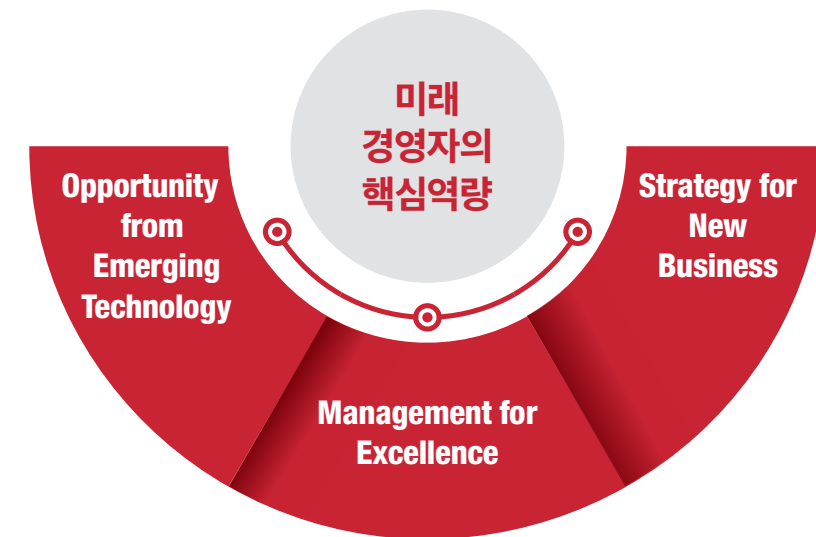 미래
경영자의
핵심역량
Opportunity
from
Emerging
Technology
Management for
Excellence
Strategy for
New
Business